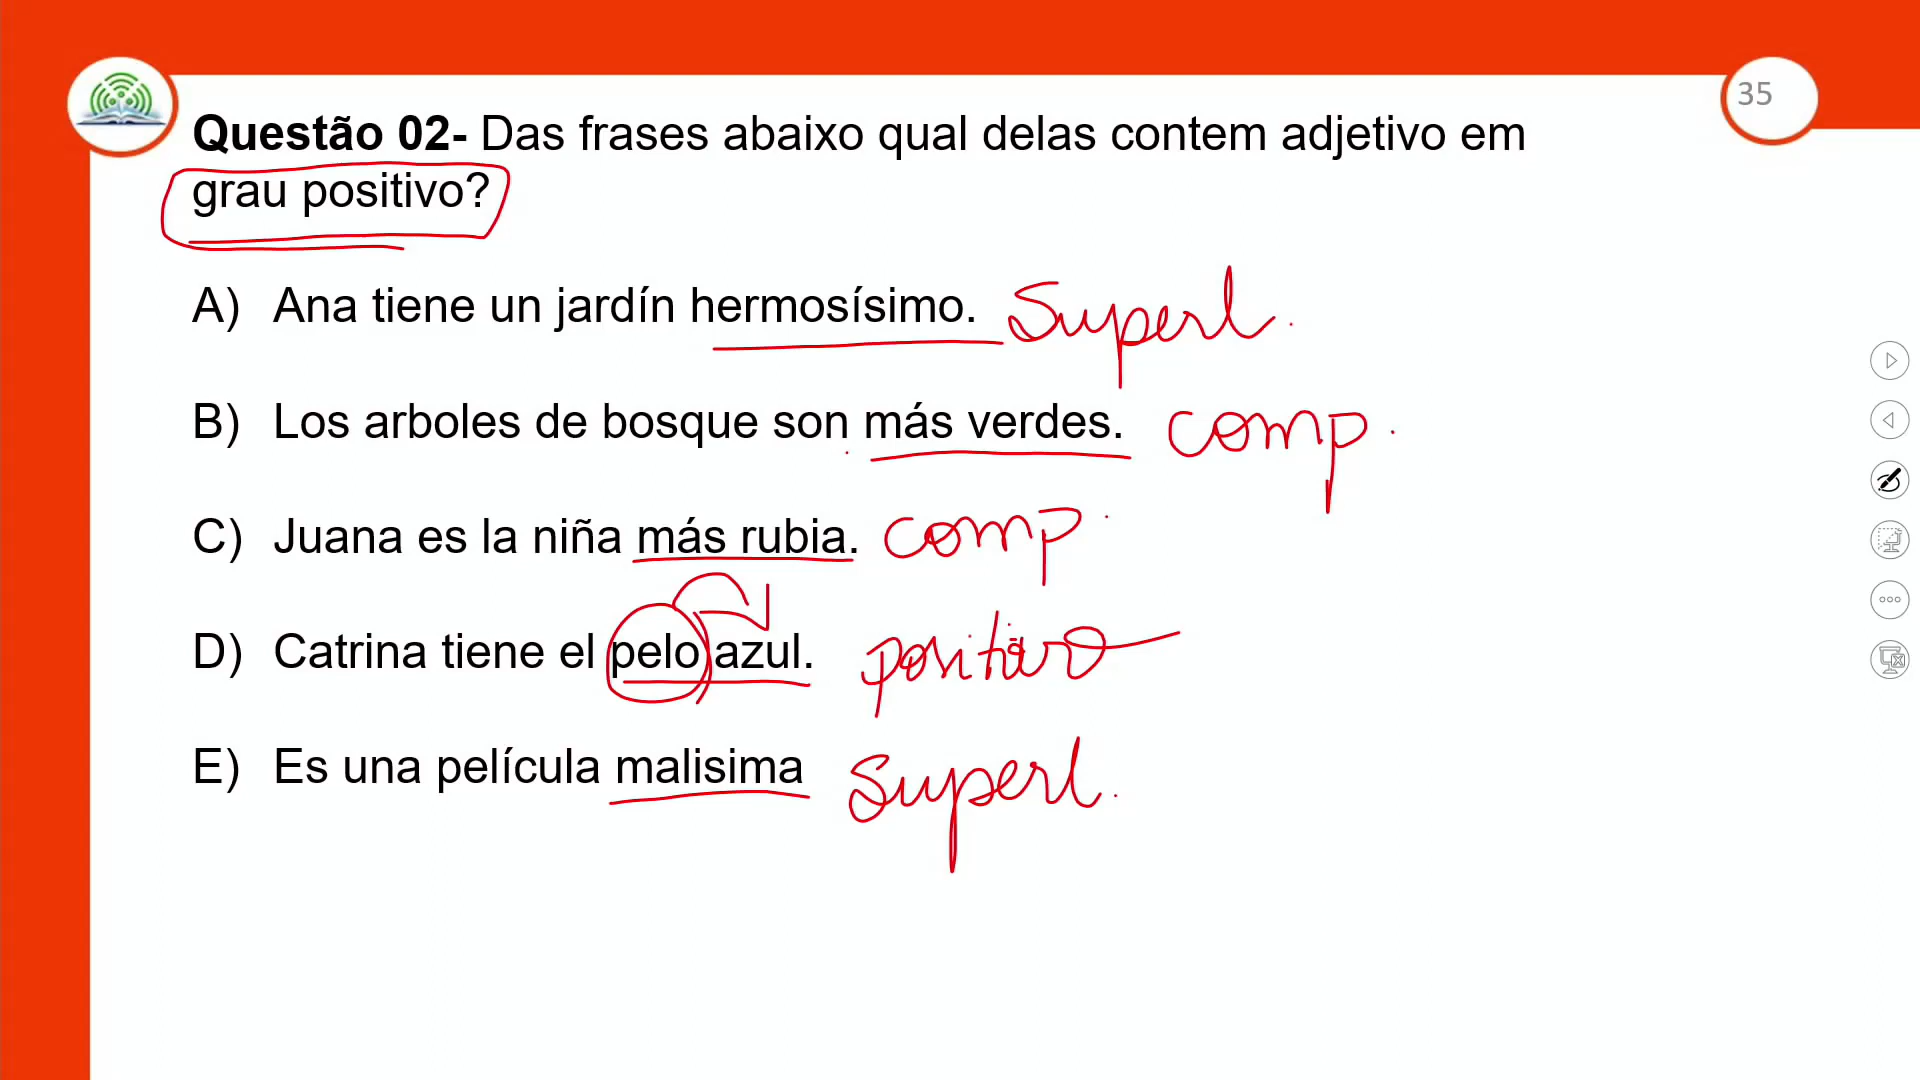 35
Questão 02- Das frases abaixo qual delas contem adjetivo em
grau positivo?
A) Ana tiene un jardín hermosísimo. Superl.
B) Los arboles de bosque son más verdes. comp.
C) Juana es la niña más rubia. comp.
D) Catrina tiene el pelo azul. positivo
E) Es una película malisima superl.